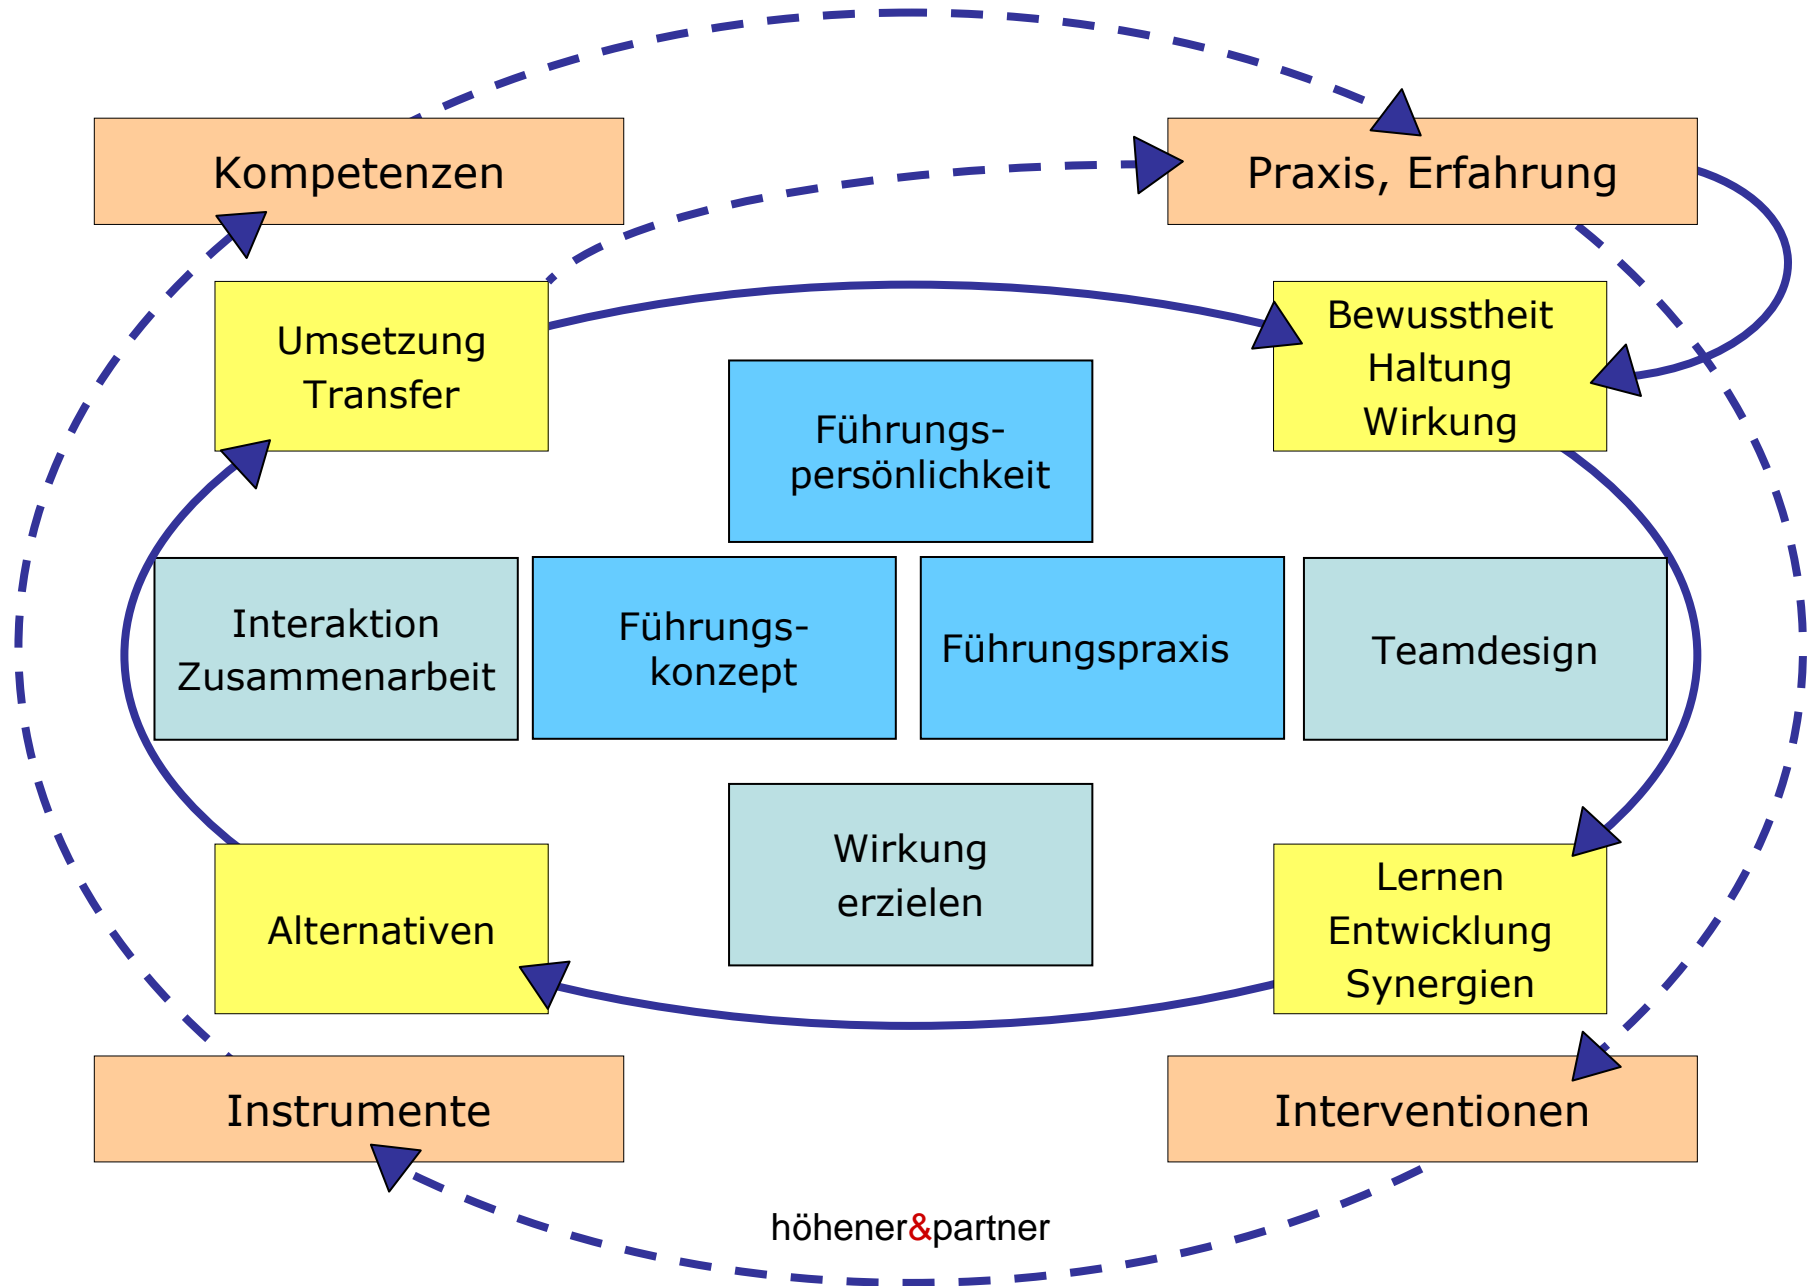 Kompetenzen
Praxis, Erfahrung
Umsetzung
Transfer
Bewusstheit
Haltung
Wirkung
Führungs-
persönlichkeit
Interaktion
Zusammenarbeit
Führungs-
konzept
Führungspraxis
Teamdesign
Wirkung
erzielen
Alternativen
Lernen
Entwicklung
Synergien
Instrumente
Interventionen
höhener&partner